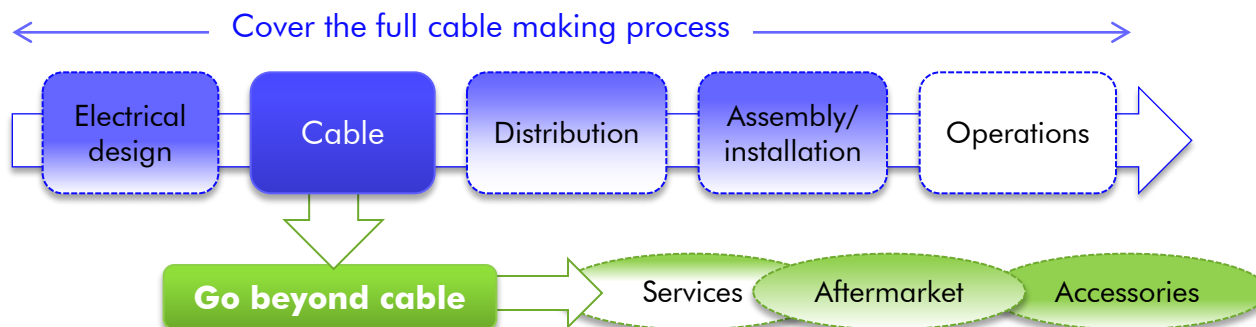 Cover the full cable making process
Electrical
design
Cable
Distribution
Assembly/
installation
Operations
Go beyond cable
Services
Aftermarket
Accessories